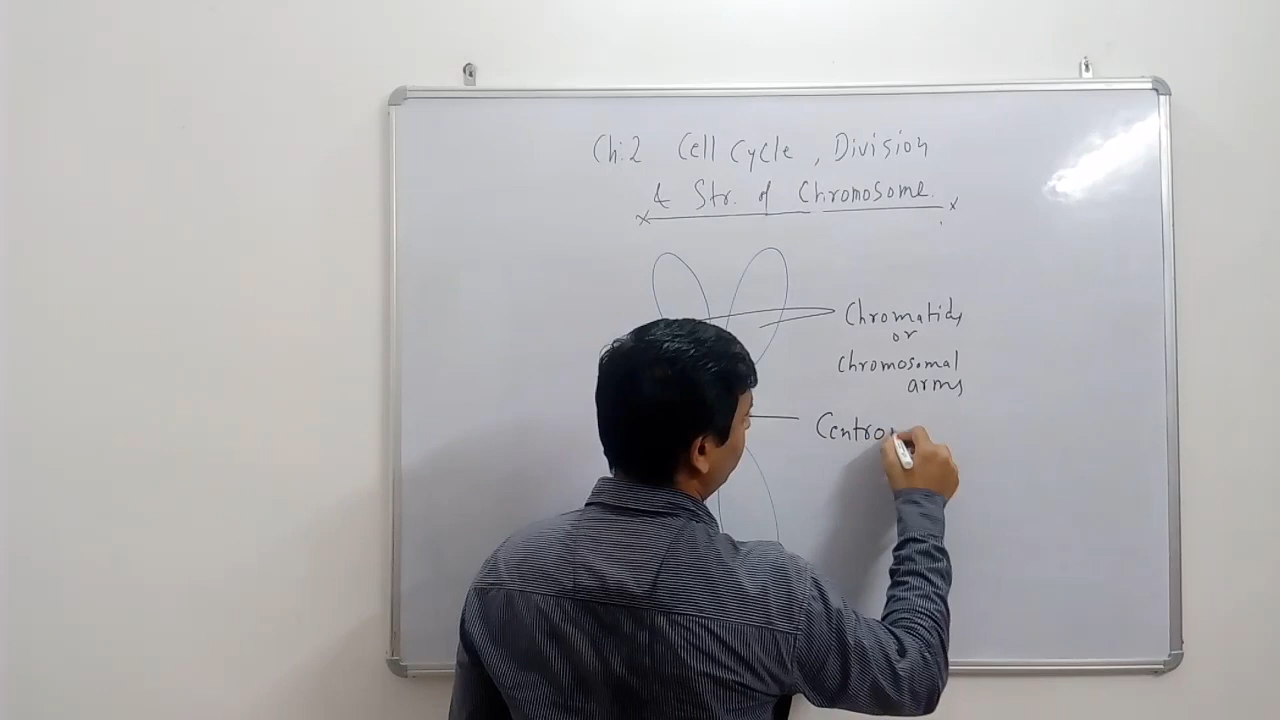 Ch:2 Cell Cycle, Division
& Str. of Chromosome.
Chromatids
or
Chromosomal
arms
Centro